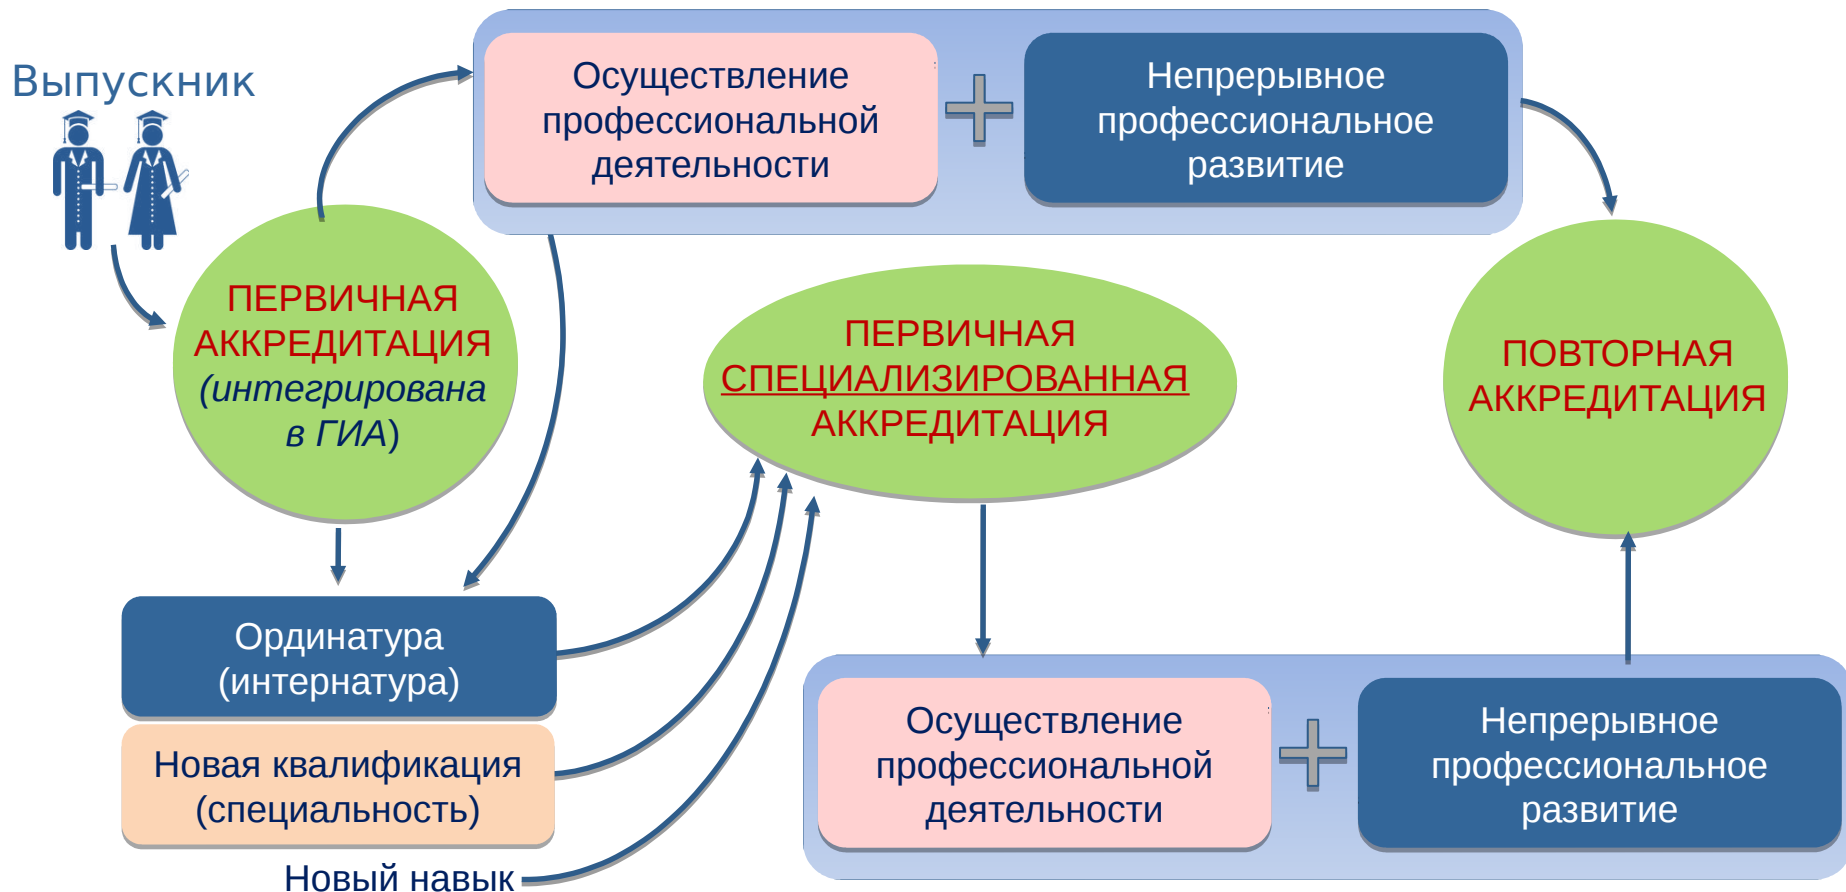 Выпускник
Осуществление
профессиональной
деятельности
Непрерывное
профессиональное
развитие
ПЕРВИЧНАЯ
АККРЕДИТАЦИЯ
(интегрирована
в ГИА)
ПЕРВИЧНАЯ
СПЕЦИАЛИЗИРОВАННАЯ
АККРЕДИТАЦИЯ
ПОВТОРНАЯ
АККРЕДИТАЦИЯ
Ординатура
(интернатура)
Новая квалификация
(специальность)
Новый навык
Осуществление
профессиональной
деятельности
Непрерывное
профессиональное
развитие